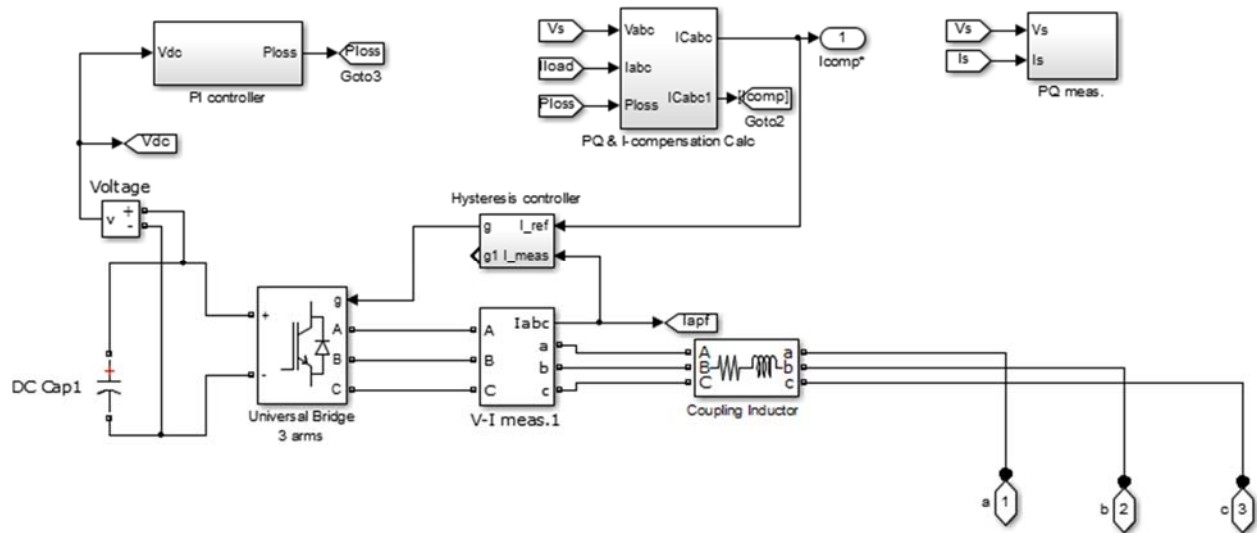 Vdc
Ploss
Ploss
Goto3
PI controller
Vdc
Vs
Iload
Ploss
Vabc
Iabc
Ploss
ICabc
ICabc1
PQ & I-compensation Calc
[Icomp]
Goto2
1
Icomp*
Vs
Is
Vs
Is
PQ meas.
Voltage
v
+
-
Hysteresis controller
g
I_ref
g1
I_meas
DC Cap1
+
+
-
g
A
B
C
Universal Bridge
3 arms
A
B
C
Iabc
a
b
c
V-I meas.1
Iapf
A
B
C
a
b
c
Coupling Inductor
a
1
b
2
c
3